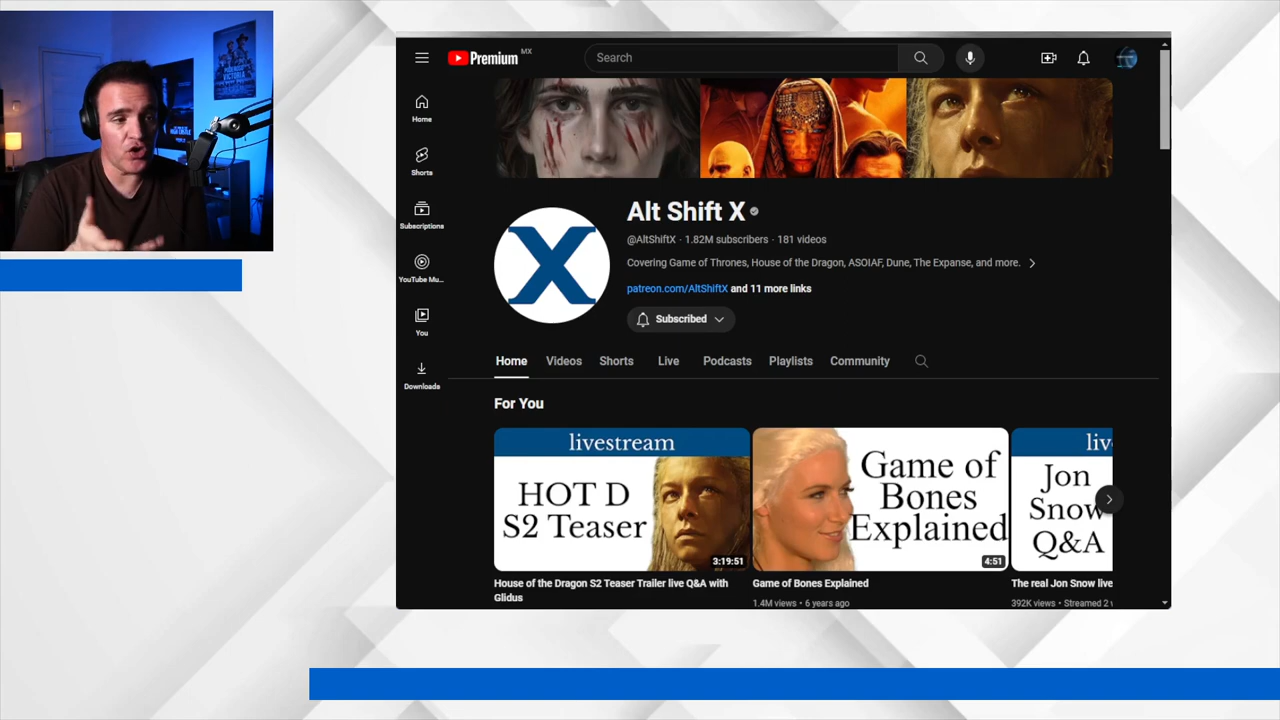 Premium MX
Search
Home
Shorts
Subscriptions
YouTube Mu...
You
Downloads
Alt Shift X
@AltShiftX · 1.82M subscribers · 181 videos
Covering Game of Thrones, House of the Dragon, ASOIAF, Dune, The Expanse, and more.
patreon.com/AltShiftX and 11 more links
Subscribed
Home Videos Shorts Live Podcasts Playlists Community
For You
livestream
HOT D
S2 Teaser
3:19:51
House of the Dragon S2 Teaser Trailer live Q&A with
Glidus
Game of
Bones
Explained
4:51
Game of Bones Explained
1.4M views • 6 years ago
liv
Jon
Snow
Q&A
The real Jon Snow live
392K views • Streamed 2